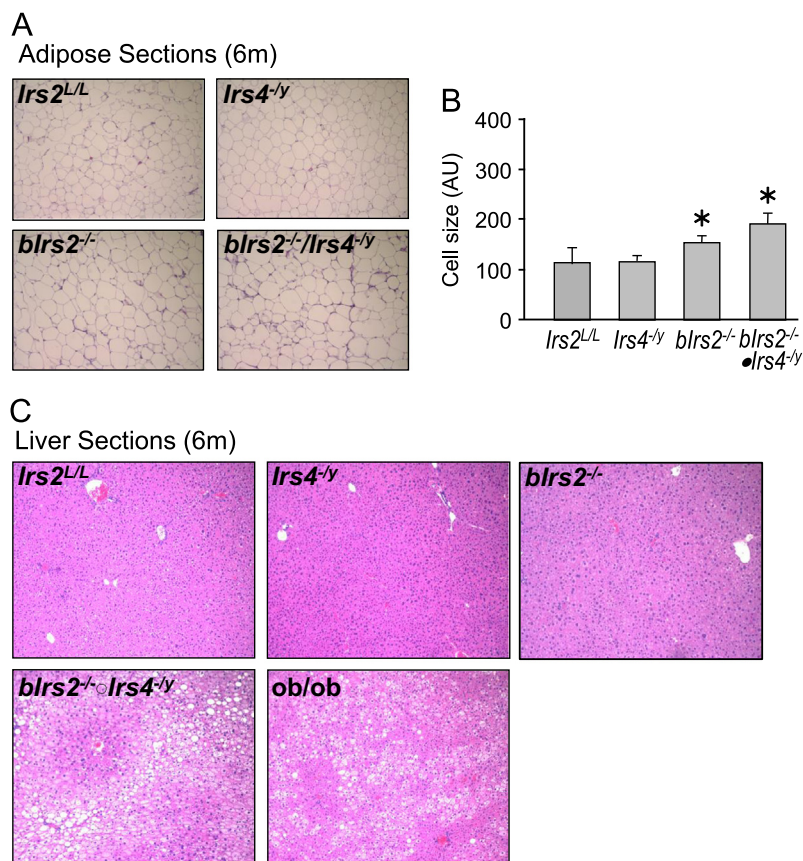 A
Adipose Sections (6m)
Irs2L/L
Irs4-/y
bIrs2-/-
bIrs2-/-/Irs4-/y
B
400
300
200
100
0
Cell size (AU)
*
*
Irs2L/L
Irs4-/y
bIrs2-/-
bIrs2-/-
●Irs4-/y
C
Liver Sections (6m)
Irs2L/L
Irs4-/y
bIrs2-/-
bIrs2-/-○Irs4-/y
ob/ob